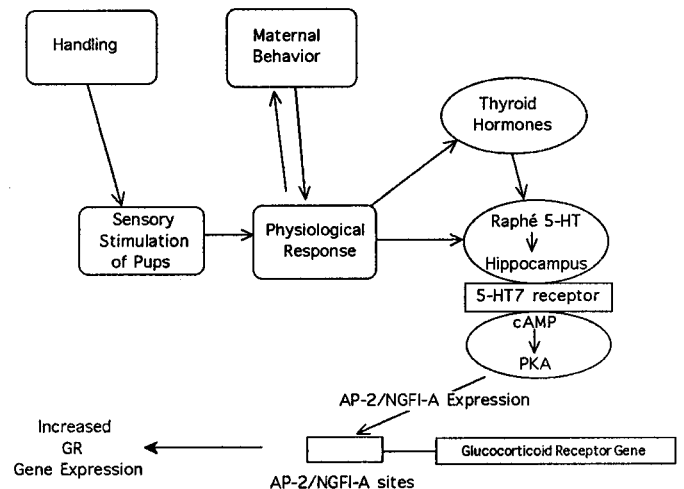 Handling
Maternal
Behavior
Thyroid
Hormones
Sensory
Stimulation
of Pups
Physiological
Response
Raphé 5-HT
Hippocampus
5-HT7 receptor
cAMP
PKA
AP-2/NGFI-A Expression
Increased
GR
Gene Expression
Glucocorticoid Receptor Gene
AP-2/NGFI-A sites